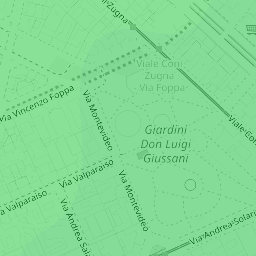 Zugna
Viale Coni
Zugna
Via Foppa
Via Vincenzo Foppa
Via Montevideo
Viale Coni
Giardini
Don Luigi
Giussani
Via Valparaiso
Via Montevideo
a Valparaiso
Via Andrea Sala
Via Andrea Solari